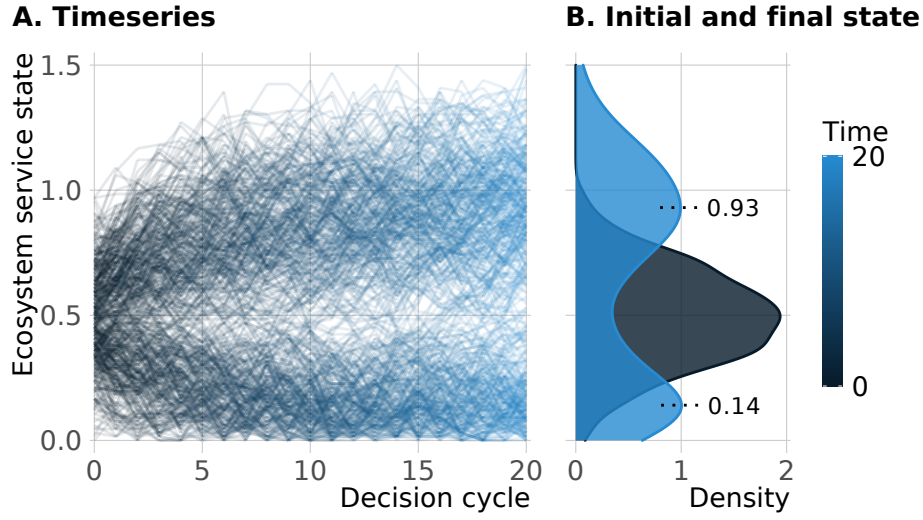 A. Timeseries
B. Initial and final state
Ecosystem service state
1.5
1.0
0.5
0.0
0 5 10 15 20
Decision cycle
0.93
0.14
0 1 2
Density
Time
20
0